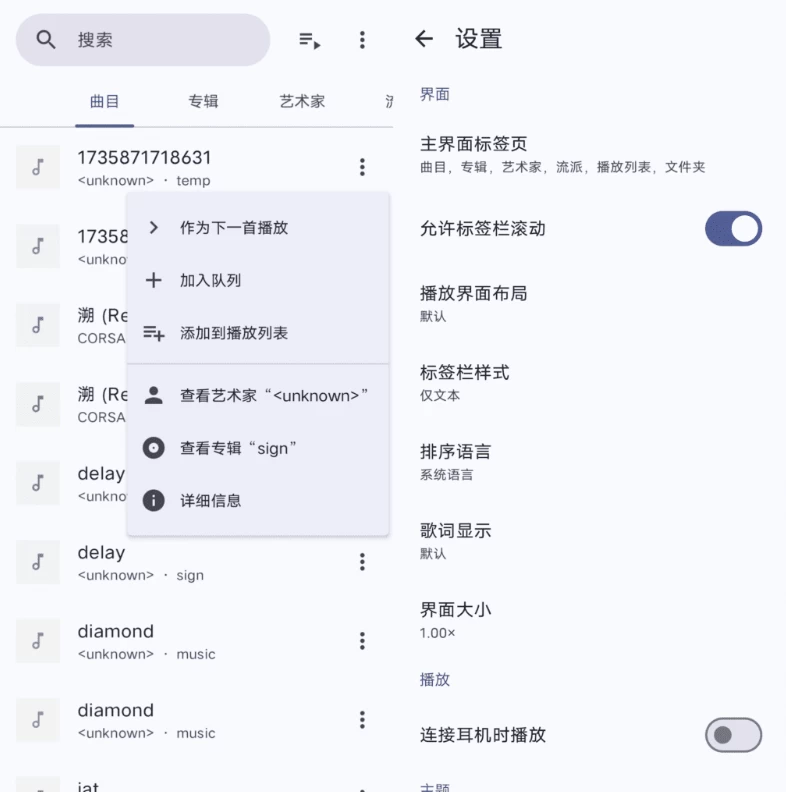 搜索
曲目 专辑 艺术家
1735871718631
<unknown> · temp
17358
<unkno
溯 (Re
CORSA
溯 (Re
CORSA
delay
<unkno
作为下一首播放
加入队列
添加到播放列表
查看艺术家“<unknown>”
查看专辑“sign”
详细信息
delay
<unknown> · sign
diamond
<unknown> · music
diamond
<unknown> · music
设置
界面
主界面标签页
曲目，专辑，艺术家，流派，播放列表，文件夹
允许标签栏滚动
播放界面布局
默认
标签栏样式
仅文本
排序语言
系统语言
歌词显示
默认
界面大小
1.00×
播放
连接耳机时播放